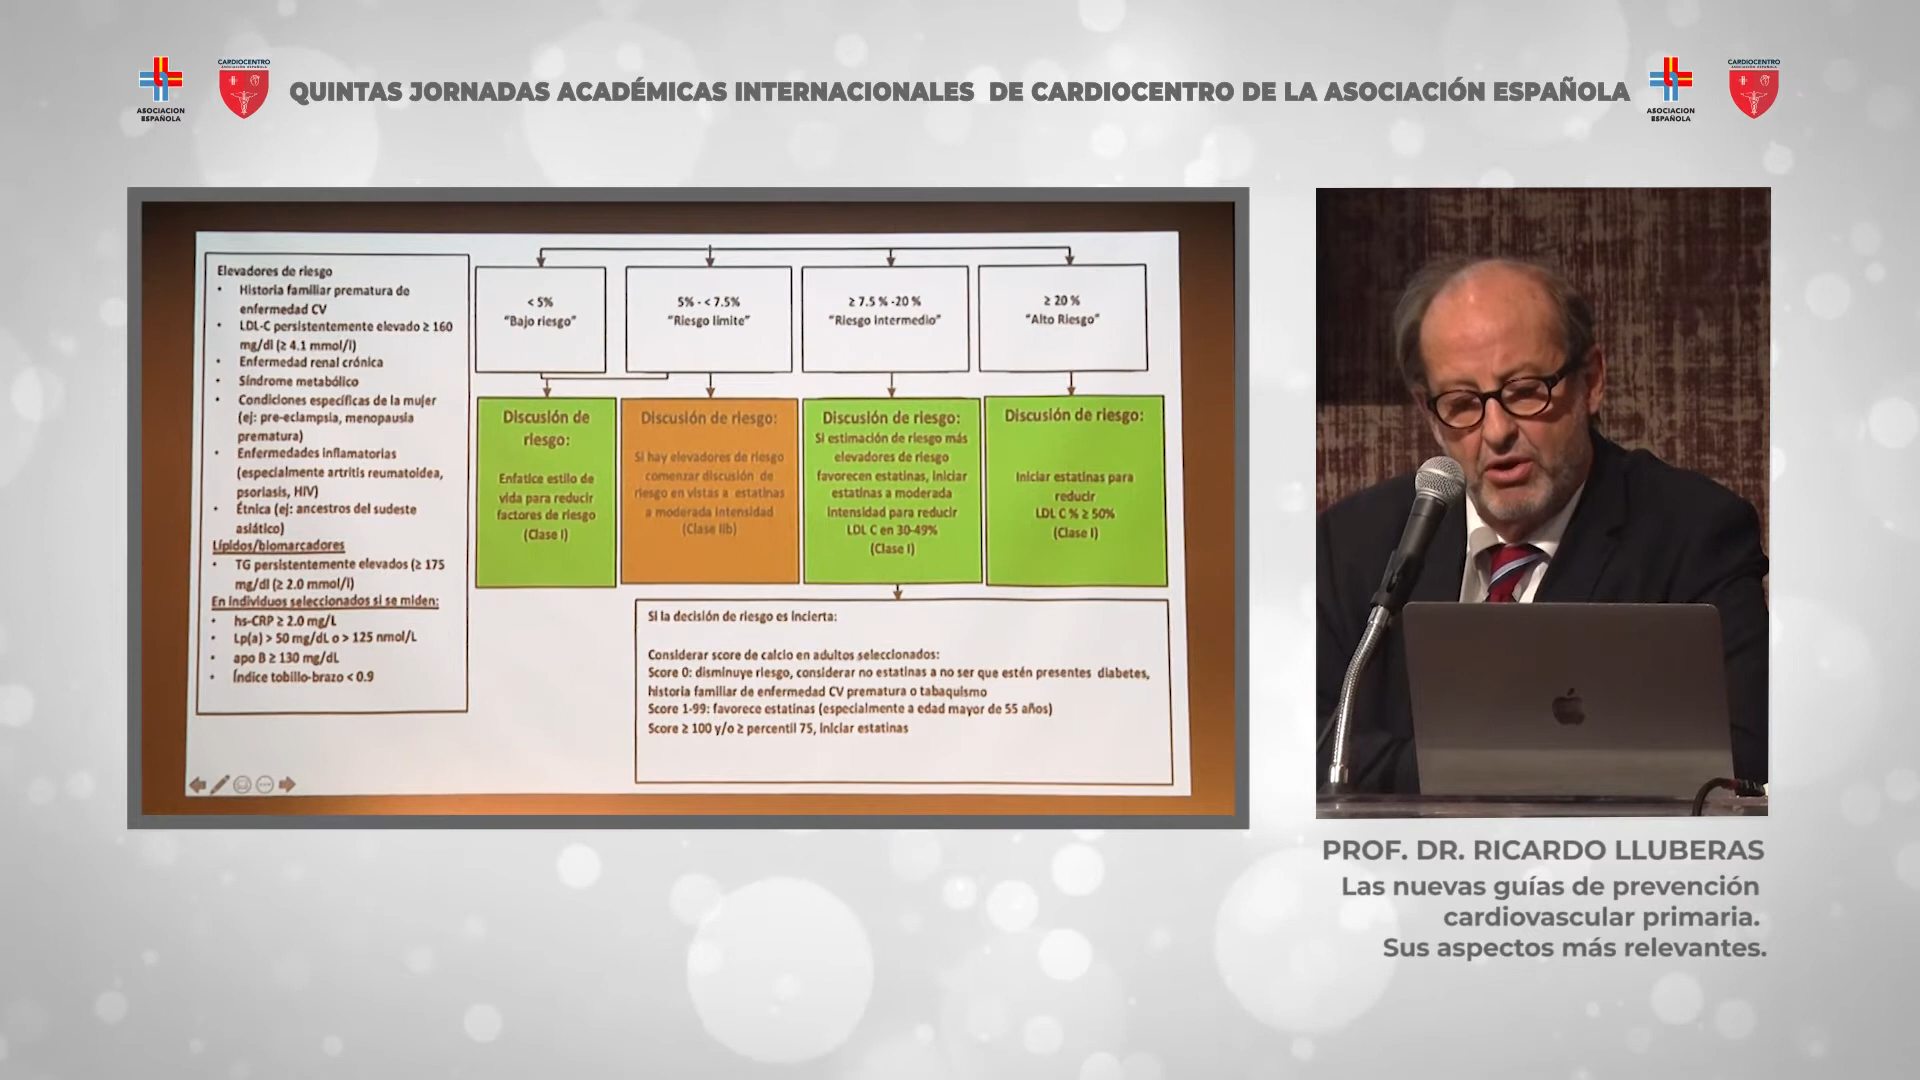 ASOCIACION
ESPAÑOLA
CARDIOCENTRO
ASOCIACIÓN ESPAÑOLA
QUINTAS JORNADAS ACADÉMICAS INTERNACIONALES DE CARDIOCENTRO DE LA ASOCIACIÓN ESPAÑOLA
ASOCIACION
ESPAÑOLA
CARDIOCENTRO
ASOCIACIÓN ESPAÑOLA
Elevadores de riesgo
• Historia familiar prematura de
enfermedad CV
• LDL-C persistentemente elevado ≥ 160
mg/dl (≥ 4.1 mmol/l)
• Enfermedad renal crónica
• Síndrome metabólico
• Condiciones específicas de la mujer
(ej: pre-eclampsia, menopausia
prematura)
• Enfermedades inflamatorias
(especialmente artritis reumatoidea,
psoriasis, HIV)
• Étnica (ej: ancestros del sudeste
asiático)
Lípidos/biomarcadores
• TG persistentemente elevados (≥ 175
mg/dl (≥ 2.0 mmol/l)
En individuos seleccionados si se miden:
• hs-CRP ≥ 2.0 mg/L
• Lp(a) > 50 mg/dL o > 125 nmol/L
• apo B ≥ 130 mg/dL
• Índice tobillo-brazo < 0.9
< 5%
"Bajo riesgo"
5% - < 7.5%
"Riesgo límite"
≥ 7.5 % -20 %
"Riesgo Intermedio"
≥ 20 %
"Alto Riesgo"
Discusión de
riesgo:
Enfatice estilo de
vida para reducir
factores de riesgo
(Clase I)
Discusión de riesgo:
Si hay elevadores de riesgo
comenzar discusión de
riesgo en vistas a estatinas
a moderada intensidad
(Clase IIb)
Discusión de riesgo:
Si estimación de riesgo más
elevadores de riesgo
favorecen estatinas, iniciar
estatinas a moderada
intensidad para reducir
LDL C en 30-49%
(Clase I)
Discusión de riesgo:
Iniciar estatinas para
reducir
LDL C % ≥ 50%
(Clase I)
Si la decisión de riesgo es incierta:
Considerar score de calcio en adultos seleccionados:
Score 0: disminuye riesgo, considerar no estatinas a no ser que estén presentes diabetes,
historia familiar de enfermedad CV prematura o tabaquismo
Score 1-99: favorece estatinas (especialmente a edad mayor de 55 años)
Score ≥ 100 y/o ≥ percentil 75, iniciar estatinas
PROF. DR. RICARDO LLUBERAS
Las nuevas guías de prevención
cardiovascular primaria.
Sus aspectos más relevantes.